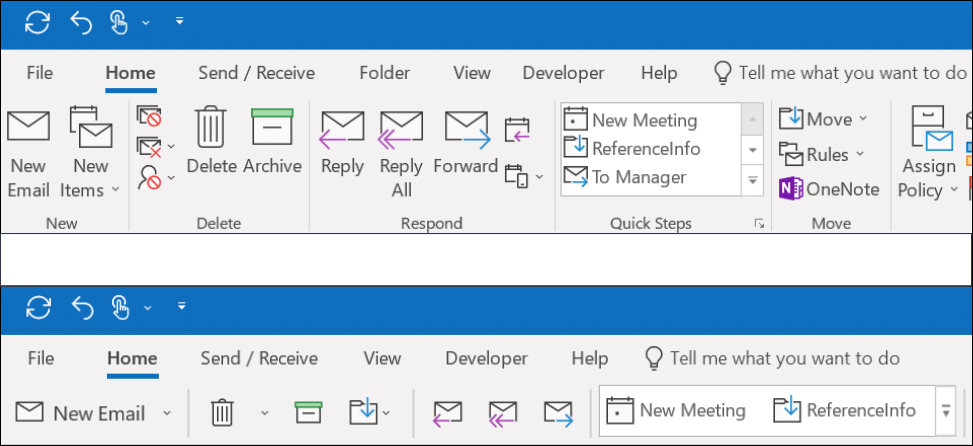 File Home Send / Receive Folder View Developer Help Tell me what you want to do
New Meeting Move
ReferenceInfo Rules
New New Delete Archive Reply Reply Forward To Manager OneNote Assign
Email Items All Policy
New Delete Respond Quick Steps Move
File Home Send / Receive View Developer Help Tell me what you want to do
New Email New Meeting ReferenceInfo